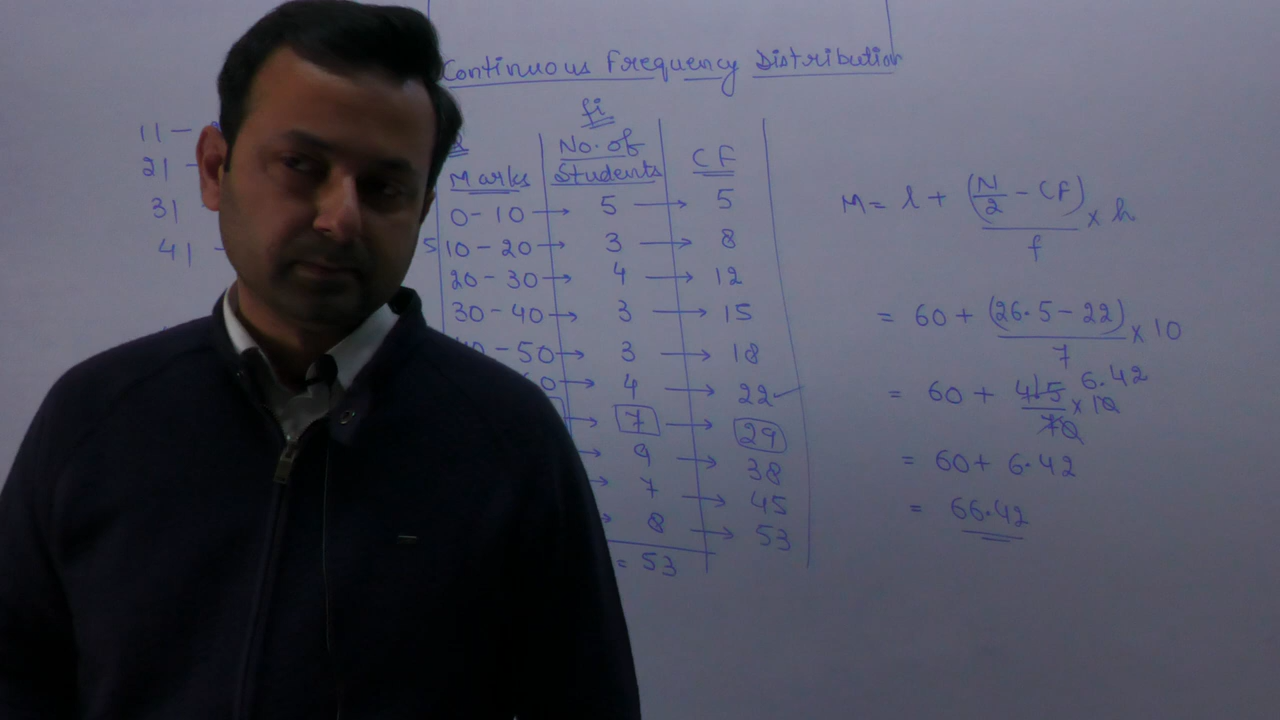 Continuous Frequency Distribution
fi
No. of
Marks Students CF
11 -
21 -
31
41 -
0-10 → 5 → 5
5 10-20 → 3 → 8
20-30 → 4 → 12
30-40 → 3 → 15
-50 → 3 → 18
→ 4 → 22 ✓
→ 7 → 29
→ 9 → 38
→ 7 → 45
→ 8 → 53
= 53
M = l + (N/2 - CF)/f × h
= 60 + (26.5 - 22)/7 × 10
= 60 + 45/70 × 10 6.42
= 60 + 6.42
= 66.42